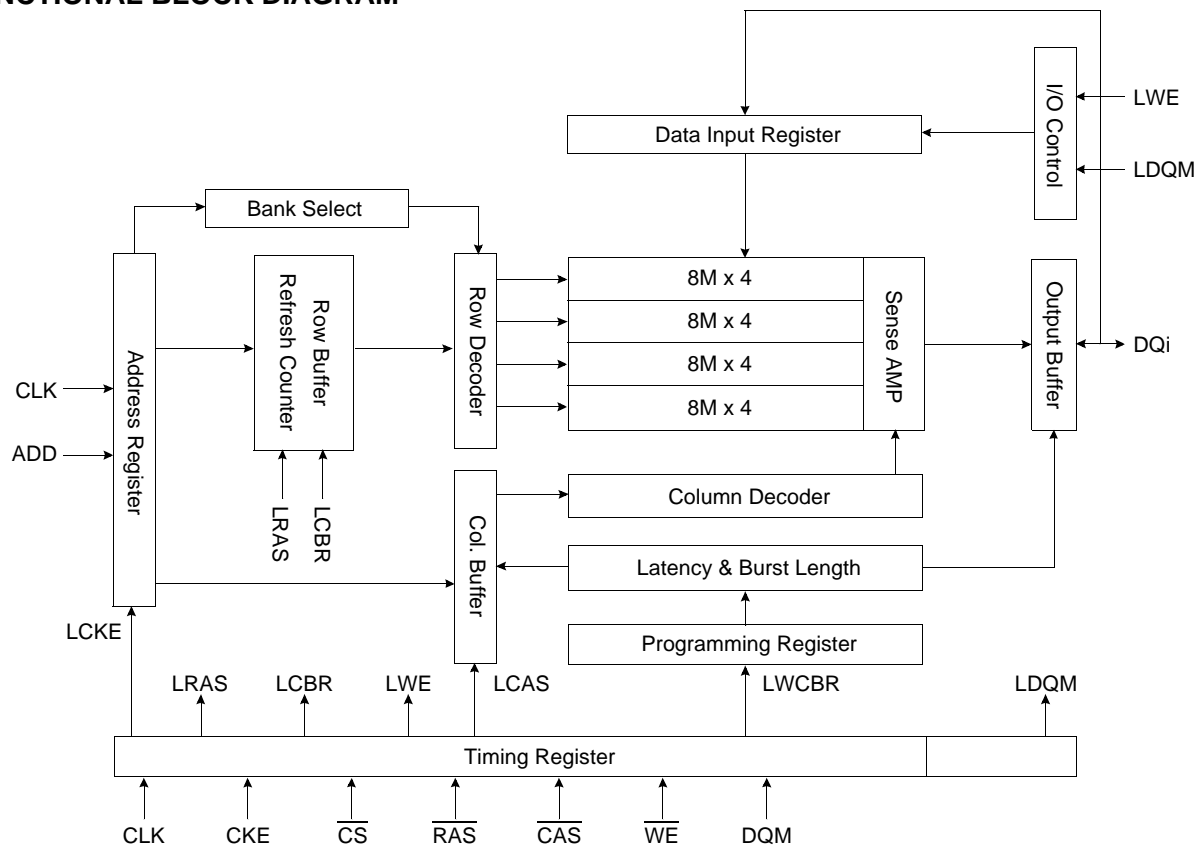 I/O Control
LWE
Data Input Register
LDQM
Bank Select
Address Register
Refresh Counter
Row Buffer
Row Decoder
8M x 4
8M x 4
8M x 4
8M x 4
Sense AMP
Output Buffer
DQi
CLK
ADD
LRAS
LCBR
Col. Buffer
Column Decoder
Latency & Burst Length
Programming Register
LCKE
LRAS
LCBR
LWE
LCAS
LWCBR
LDQM
Timing Register
CLK
CKE
CS
RAS
CAS
WE
DQM